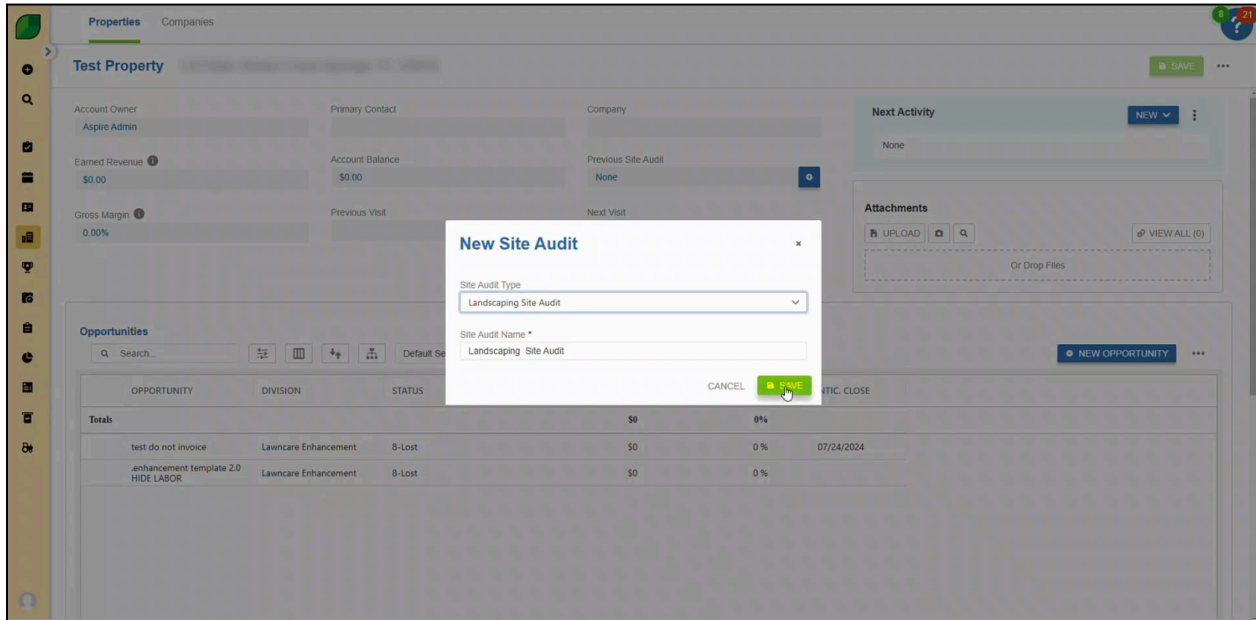 Properties Companies
8 21
?
Test Property
SAVE
Account Owner Primary Contact Company
Aspire Admin
Next Activity
NEW
None
Earned Revenue Account Balance Previous Site Audit
$0.00 $0.00 None
Gross Margin Previous Visit Next Visit
0.00%
Attachments
UPLOAD
VIEW ALL (0)
Or Drop Files
New Site Audit
Site Audit Type
Landscaping Site Audit
Site Audit Name *
Landscaping Site Audit
CANCEL SAVE
Opportunities
Search... Default Se
NEW OPPORTUNITY
OPPORTUNITY DIVISION STATUS NTIC. CLOSE
Totals $0 0%
test do not invoice Lawncare Enhancement 8-Lost $0 0 % 07/24/2024
.enhancement template 2.0
HIDE LABOR Lawncare Enhancement 8-Lost $0 0 %